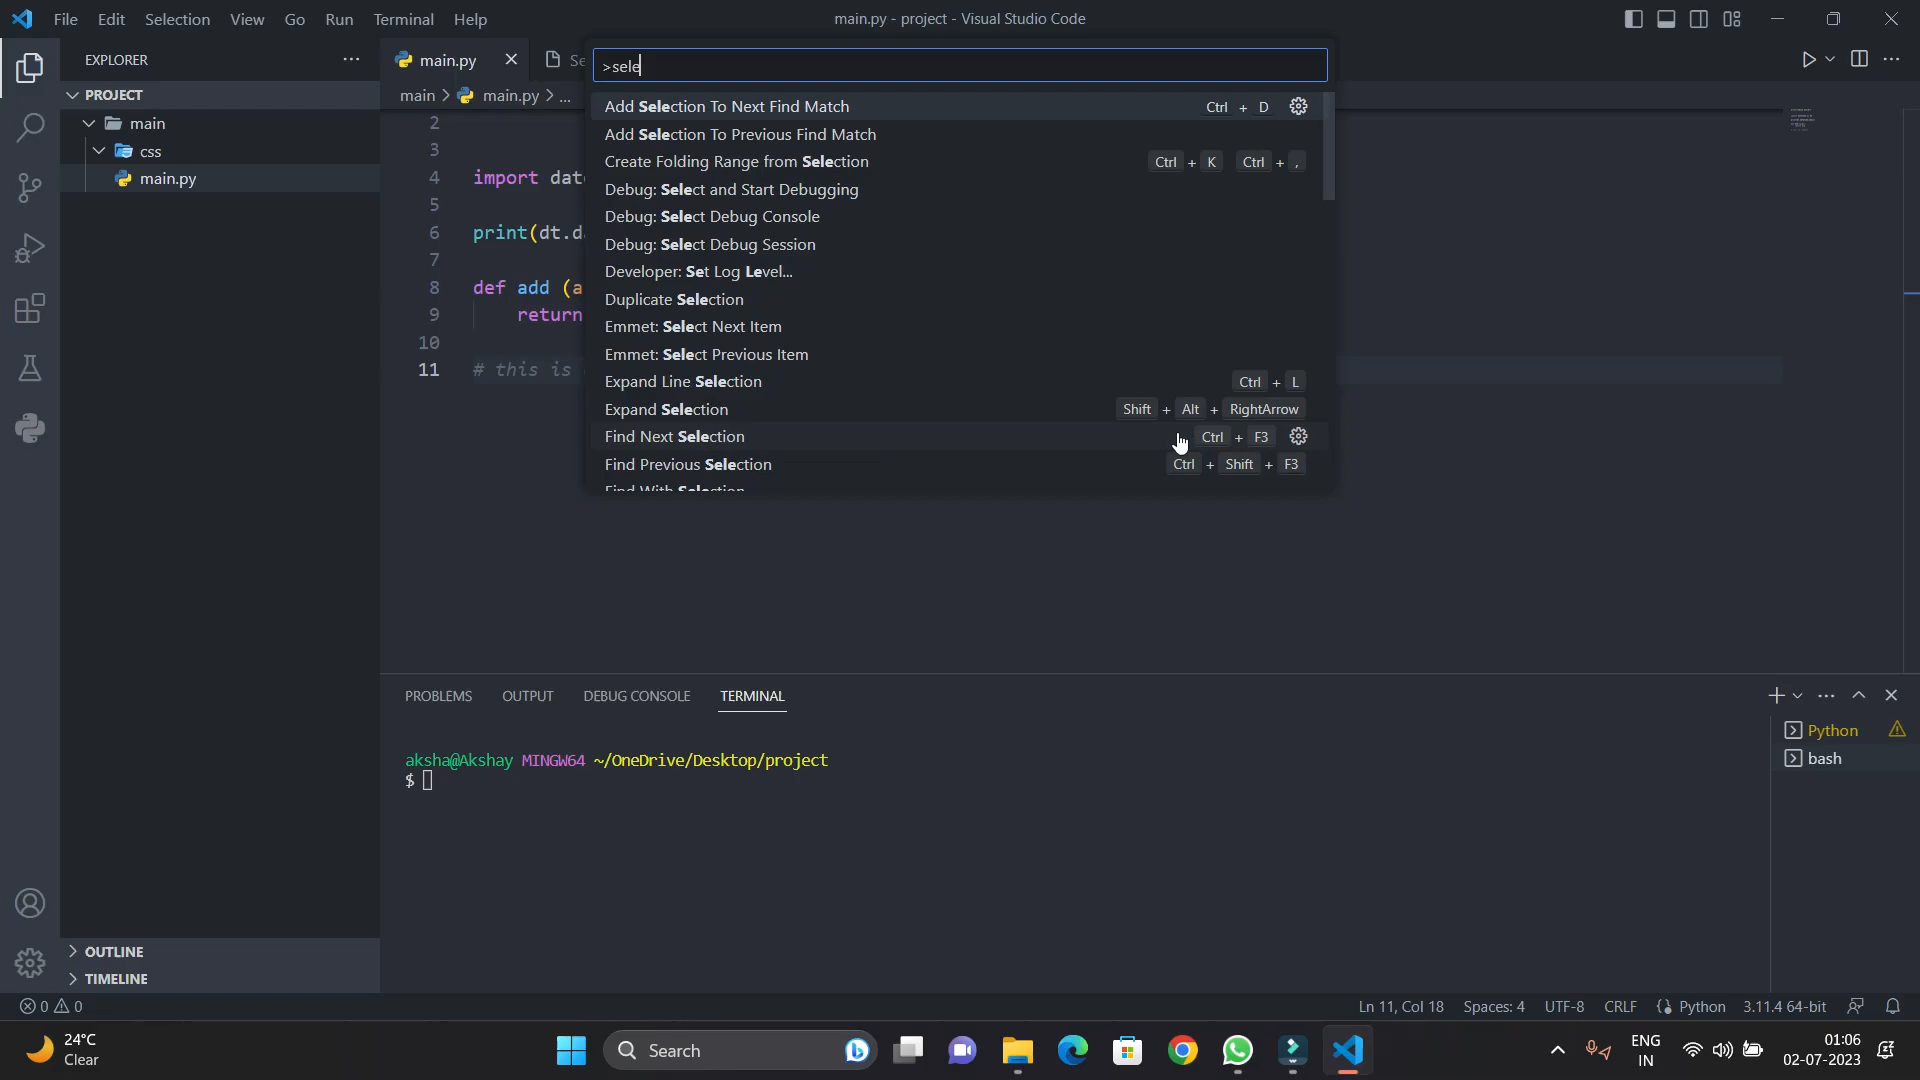 File Edit Selection View Go Run Terminal Help
main.py - project - Visual Studio Code
EXPLORER
PROJECT
main
css
main.py
OUTLINE
TIMELINE
main.py
Se
>sele
main > main.py > ...
Add Selection To Next Find Match Ctrl + D
Add Selection To Previous Find Match
Create Folding Range from Selection Ctrl + K Ctrl + ,
Debug: Select and Start Debugging
Debug: Select Debug Console
Debug: Select Debug Session
Developer: Set Log Level...
Duplicate Selection
Emmet: Select Next Item
Emmet: Select Previous Item
Expand Line Selection Ctrl + L
Expand Selection Shift + Alt + RightArrow
Find Next Selection Ctrl + F3
Find Previous Selection Ctrl + Shift + F3
Find With Selection
2
3
4 import dat
5
6 print(dt.d
7
8 def add (a
9 return
10
11 # this is
PROBLEMS OUTPUT DEBUG CONSOLE TERMINAL
aksha@Akshay MINGW64 ~/OneDrive/Desktop/project
$
Python
bash
0 0
Ln 11, Col 18 Spaces: 4 UTF-8 CRLF Python 3.11.4 64-bit
24°C
Clear
Search
ENG
IN
01:06
02-07-2023